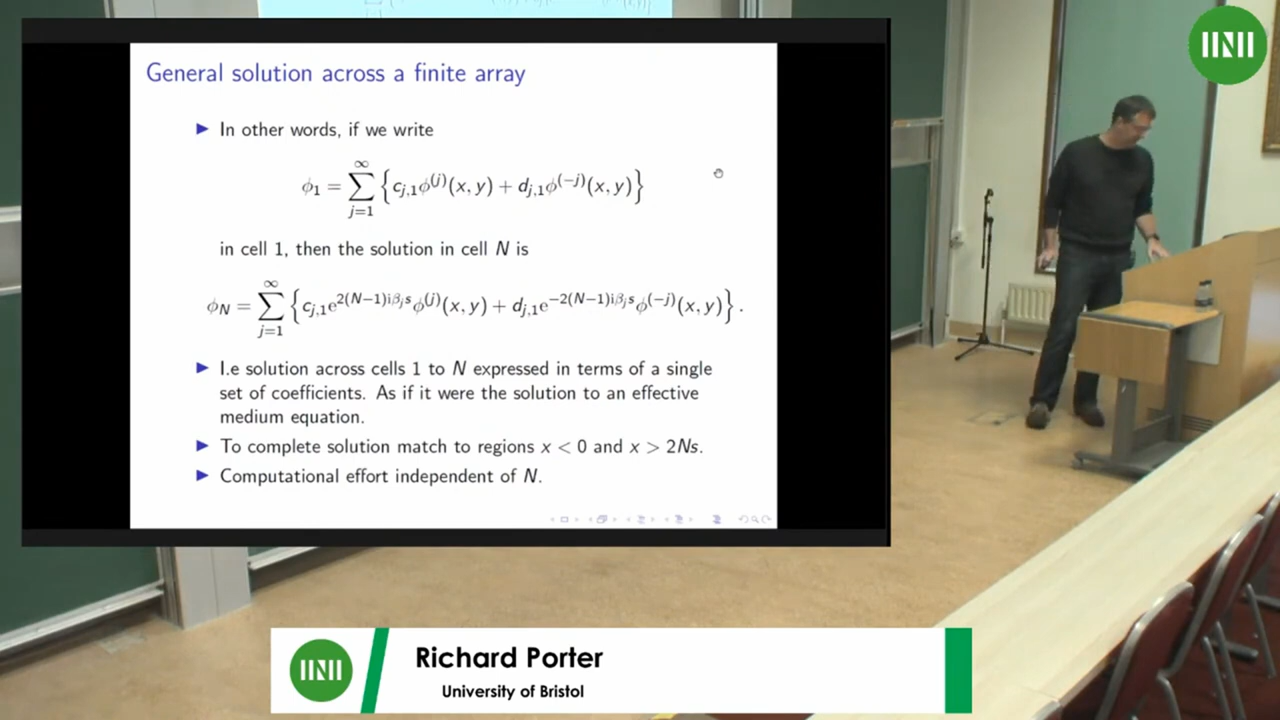 General solution across a finite array
▶ In other words, if we write
ϕ₁ = ∑_{j=1}^{∞} { c_{j,1}ϕ^{(j)}(x, y) + d_{j,1}ϕ^{(−j)}(x, y) }
in cell 1, then the solution in cell N is
ϕ_N = ∑_{j=1}^{∞} { c_{j,1}e^{2(N−1)iβ_j s}ϕ^{(j)}(x, y) + d_{j,1}e^{−2(N−1)iβ_j s}ϕ^{(−j)}(x, y) } .
▶ I.e solution across cells 1 to N expressed in terms of a single
set of coefficients. As if it were the solution to an effective
medium equation.
▶ To complete solution match to regions x < 0 and x > 2Ns.
▶ Computational effort independent of N.
Richard Porter
University of Bristol